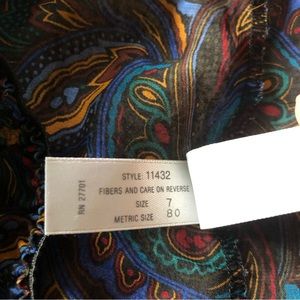 RN 27701
STYLE: 11432
FIBERS AND CARE ON REVERSE
SIZE 7
METRIC SIZE 80